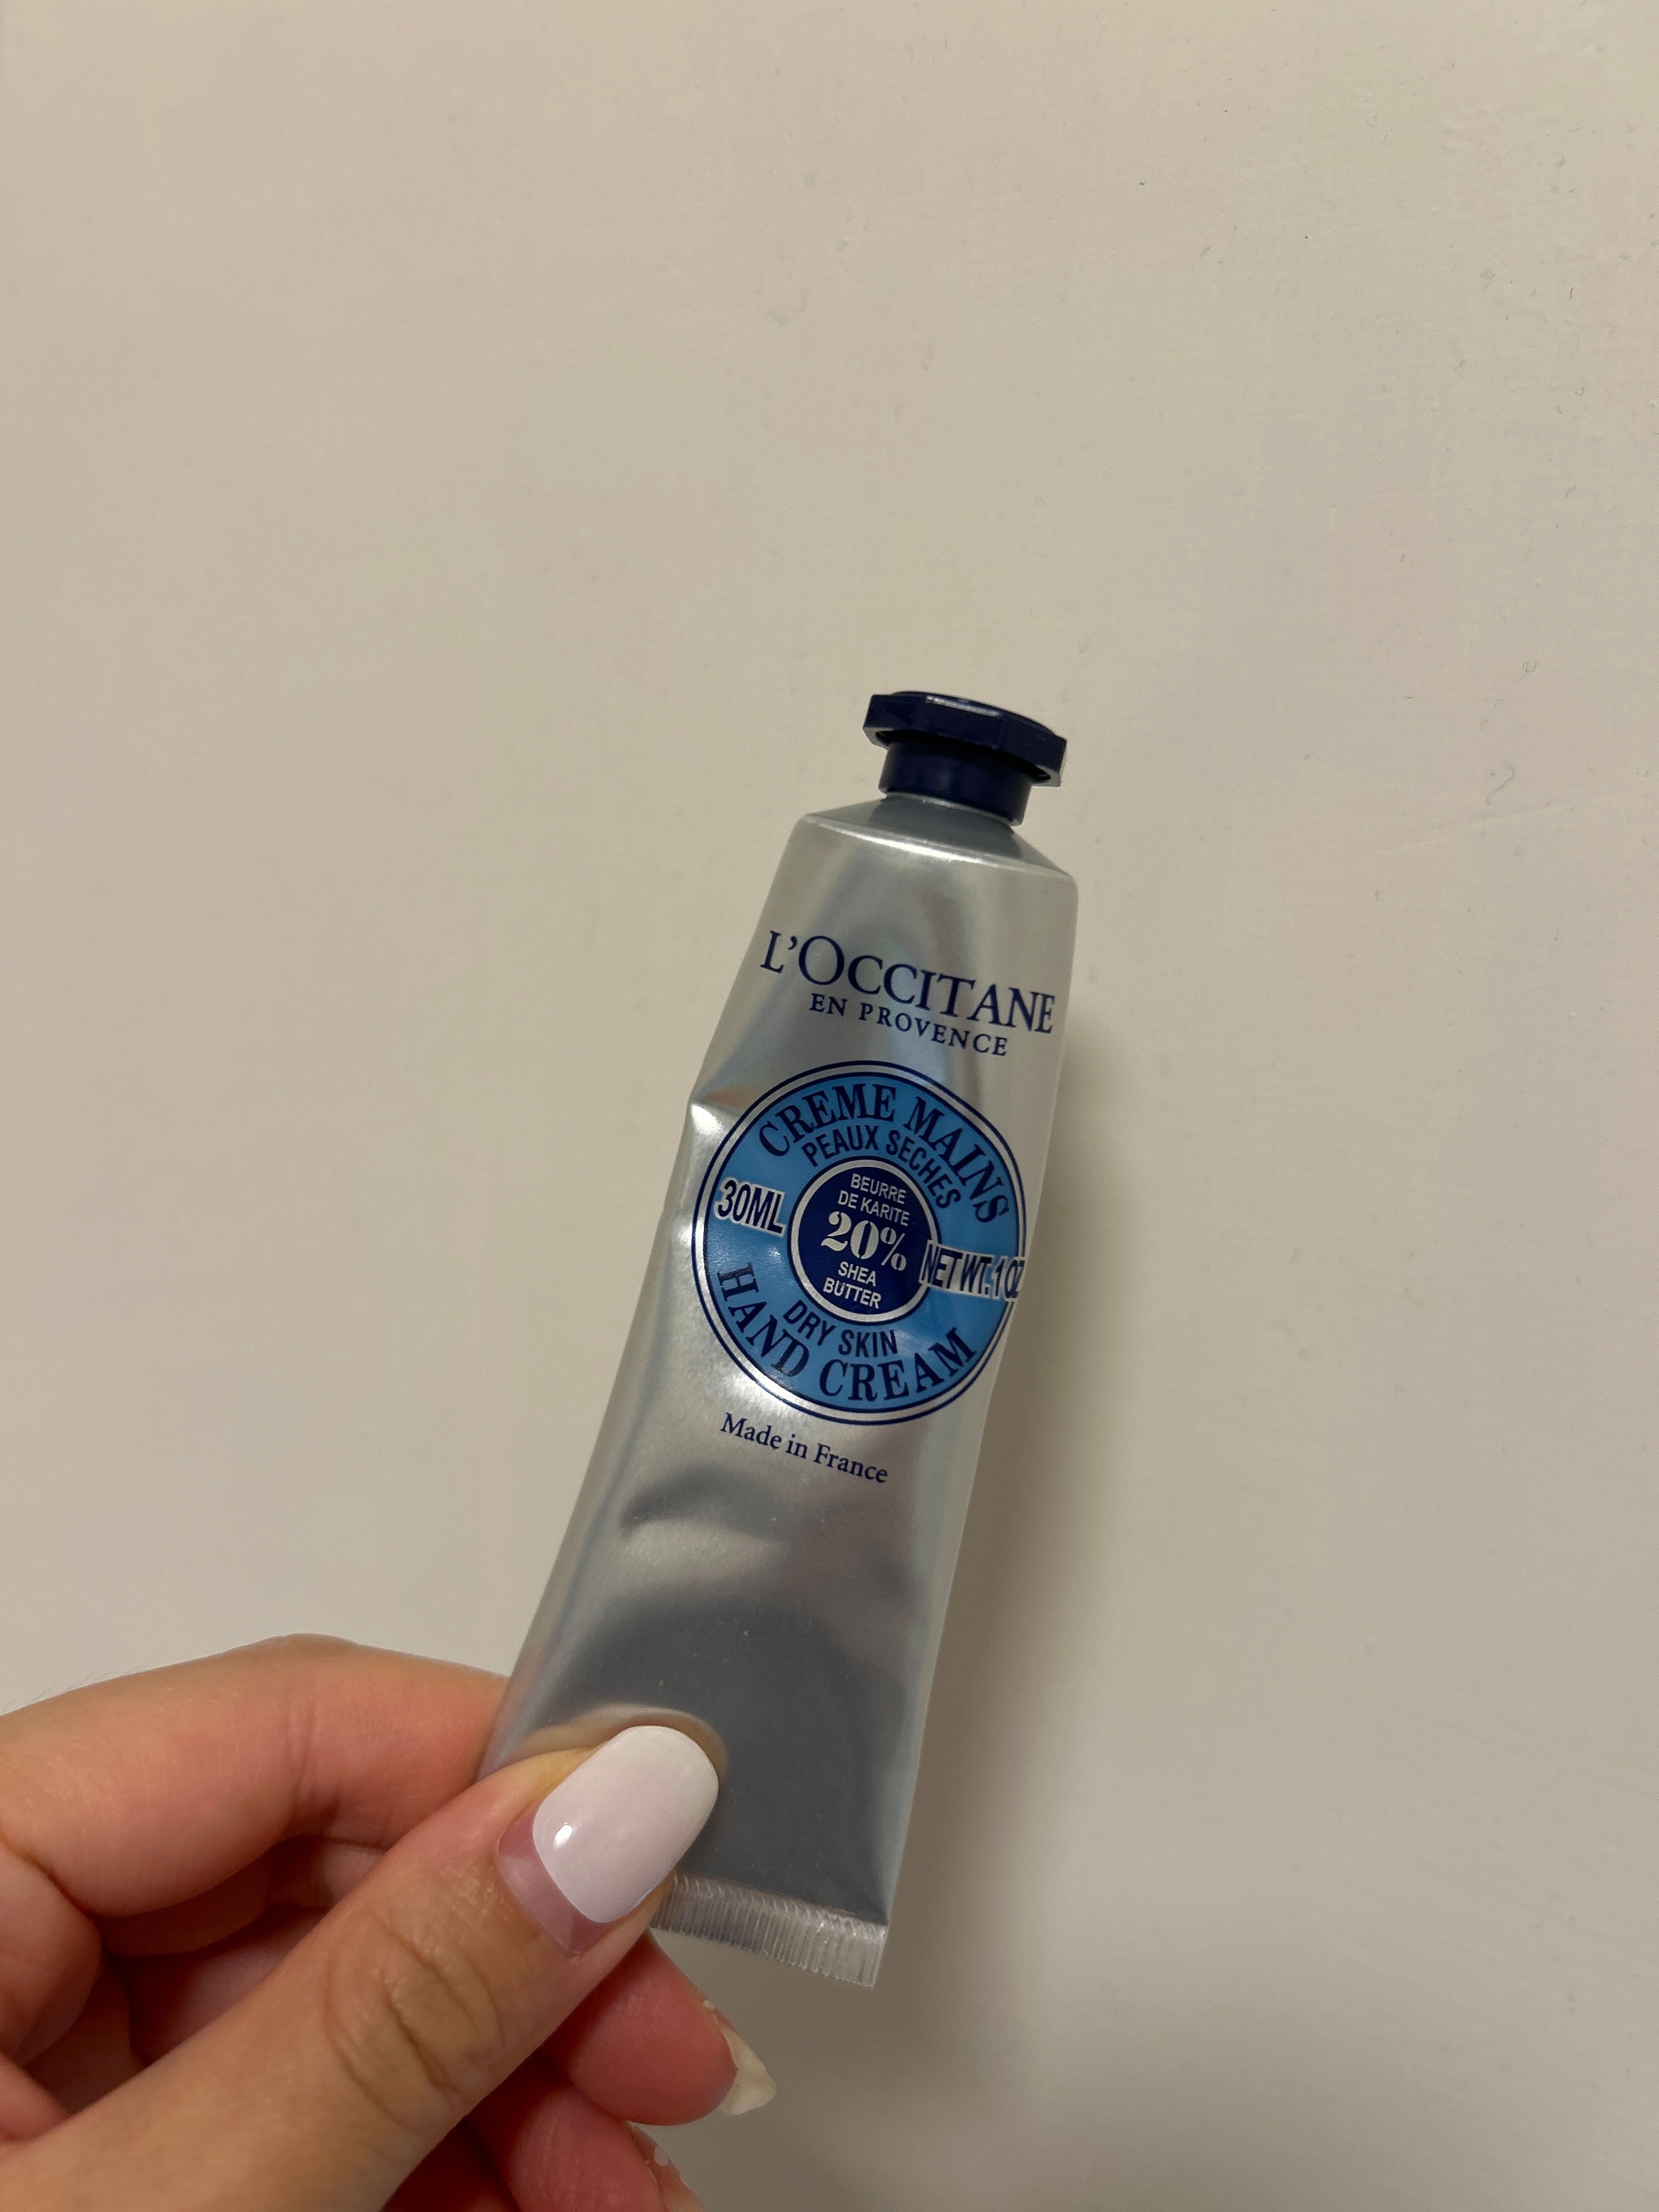 L'OCCITANE
EN PROVENCE
CREME MAINS
PEAUX SECHES
30ML
BEURRE
DE KARITE
20%
SHEA
BUTTER
NET WT. 1 OZ
DRY SKIN
HAND CREAM
Made in France